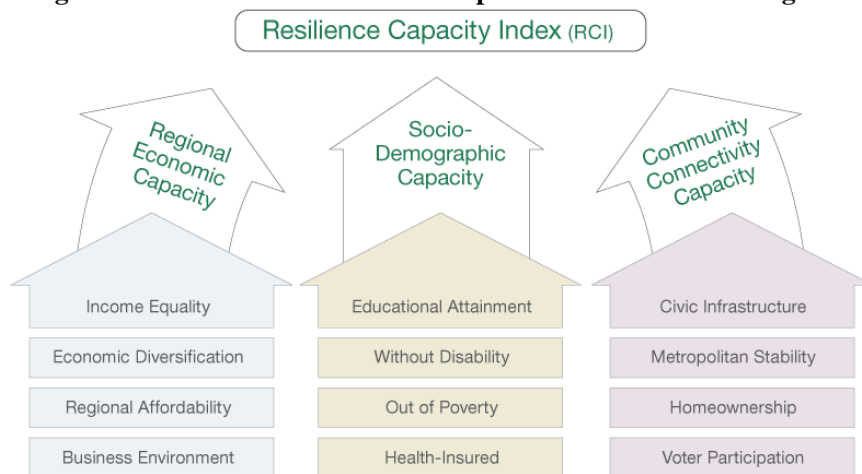 Resilience Capacity Index (RCI)
Regional
Economic
Capacity
Socio-
Demographic
Capacity
Community
Connectivity
Capacity
Income Equality
Educational Attainment
Civic Infrastructure
Economic Diversification
Without Disability
Metropolitan Stability
Regional Affordability
Out of Poverty
Homeownership
Business Environment
Health-Insured
Voter Participation